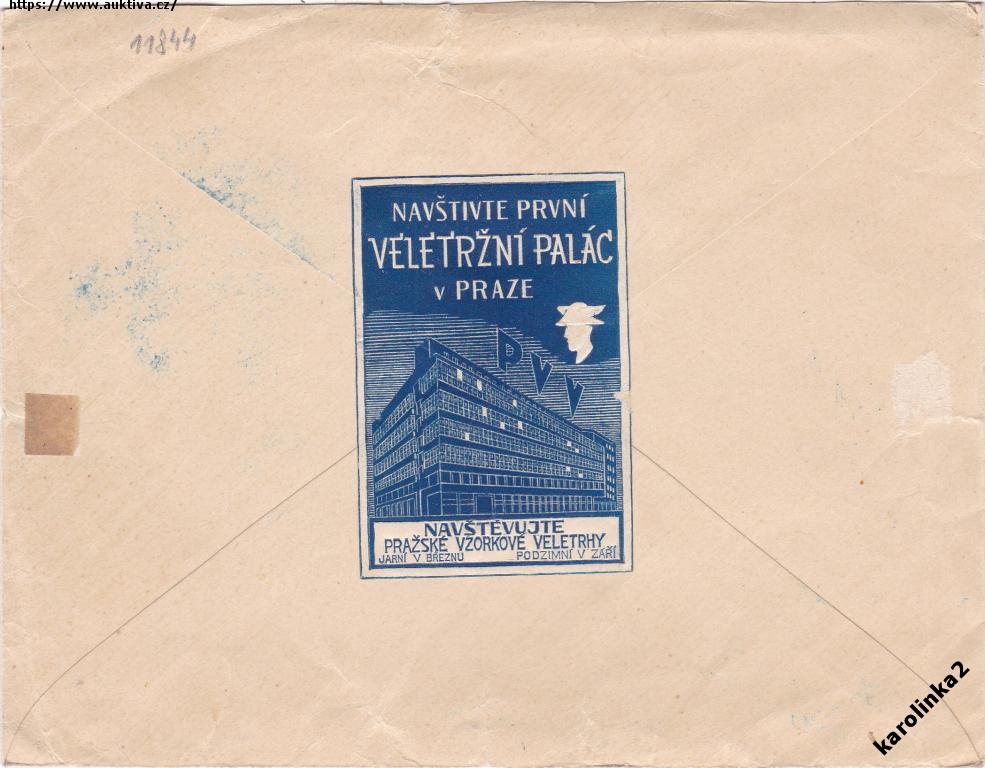 https://www.auktiva.cz/
11844
NAVŠTIVTE PRVNÍ
VELETRŽNÍ PALÁC
V PRAZE
PVV
NAVŠTĚVUJTE
PRAŽSKÉ VZORKOVÉ VELETRHY
JARNÍ V BŘEZNU PODZIMNÍ V ZÁŘÍ
karolinka2